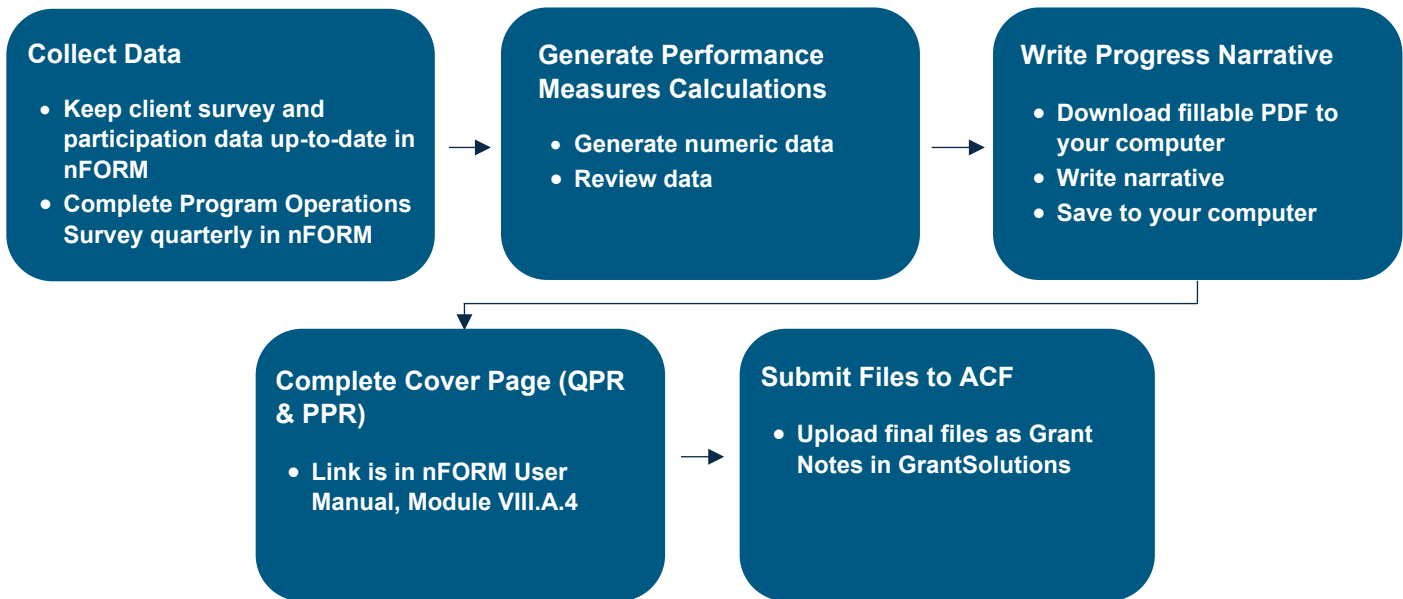 Collect Data
• Keep client survey and
participation data up-to-date in
nFORM
• Complete Program Operations
Survey quarterly in nFORM
Generate Performance
Measures Calculations
• Generate numeric data
• Review data
Write Progress Narrative
• Download fillable PDF to
your computer
• Write narrative
• Save to your computer
Complete Cover Page (QPR
& PPR)
• Link is in nFORM User
Manual, Module VIII.A.4
Submit Files to ACF
• Upload final files as Grant
Notes in GrantSolutions